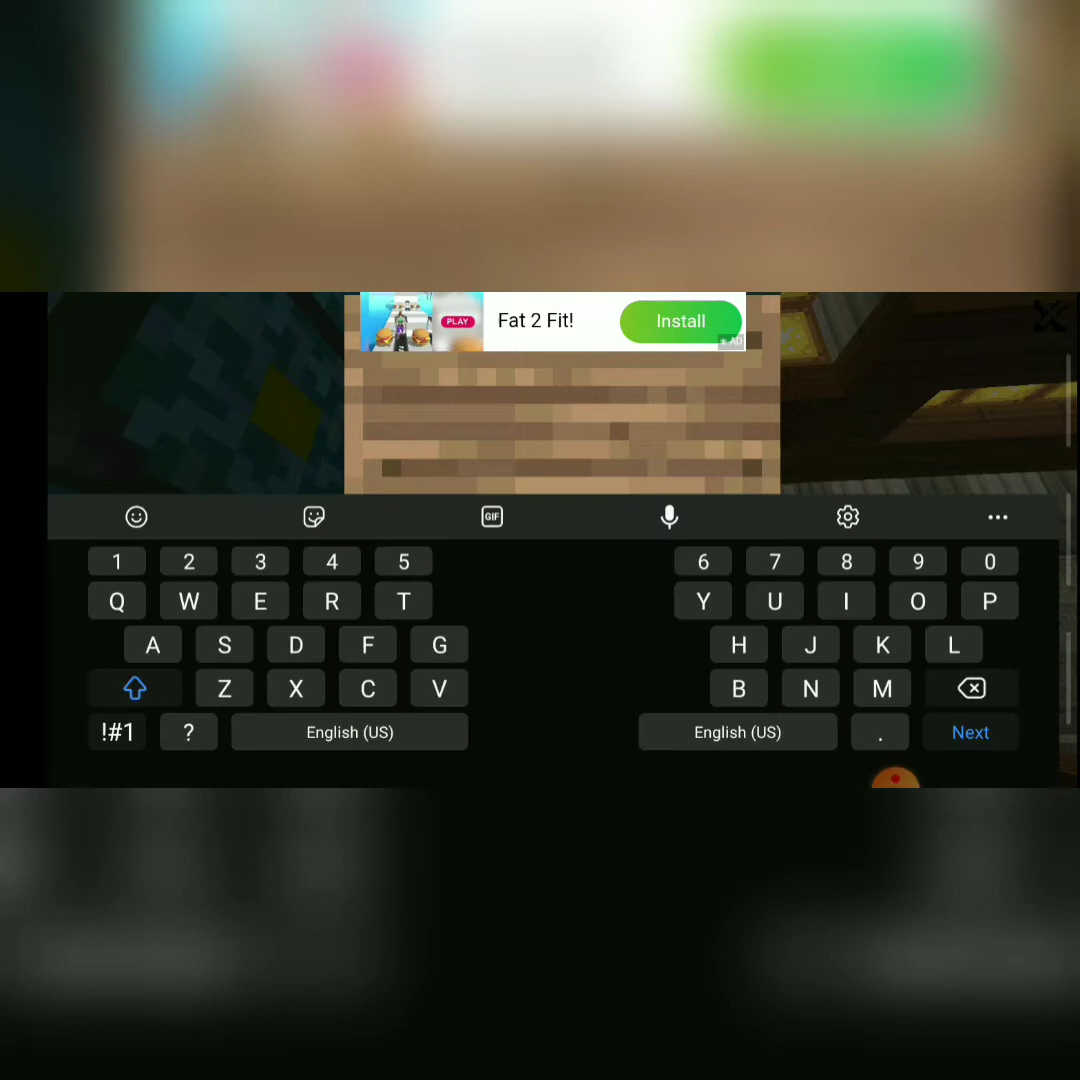 PLAY
Fat 2 Fit!
Install
AD
GIF
1 2 3 4 5 6 7 8 9 0
Q W E R T Y U I O P
A S D F G H J K L
Z X C V B N M
!#1 ? English (US) English (US) . Next